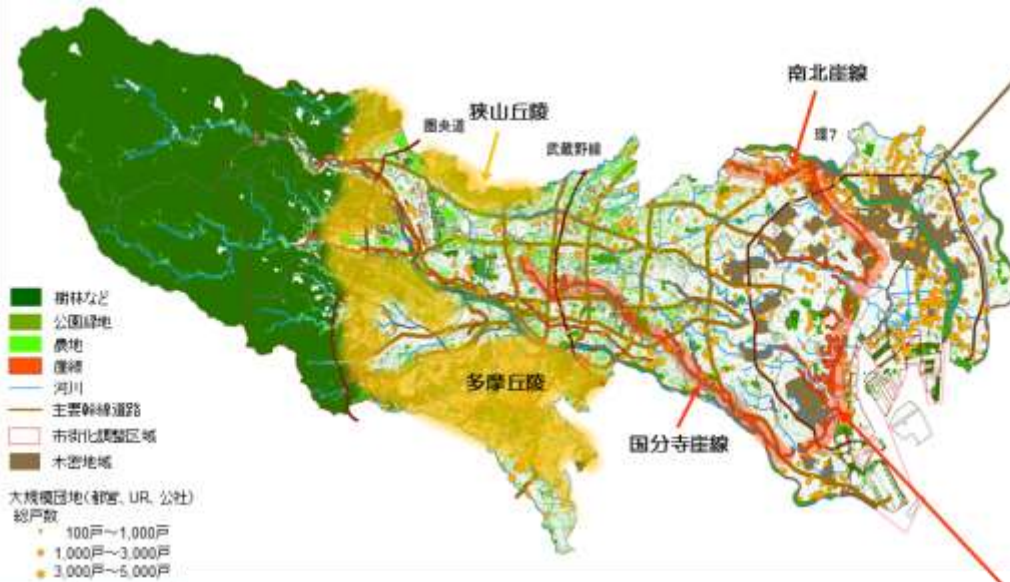 南北崖線
狭山丘陵
圏央道
武蔵野線
環7
多摩丘陵
国分寺崖線
樹林など
公園緑地
農地
崖線
河川
主要幹線道路
市街化調整区域
木密地域
大規模団地(都営、UR、公社)
総戸数
100戸～1,000戸
1,000戸～3,000戸
3,000戸～5,000戸